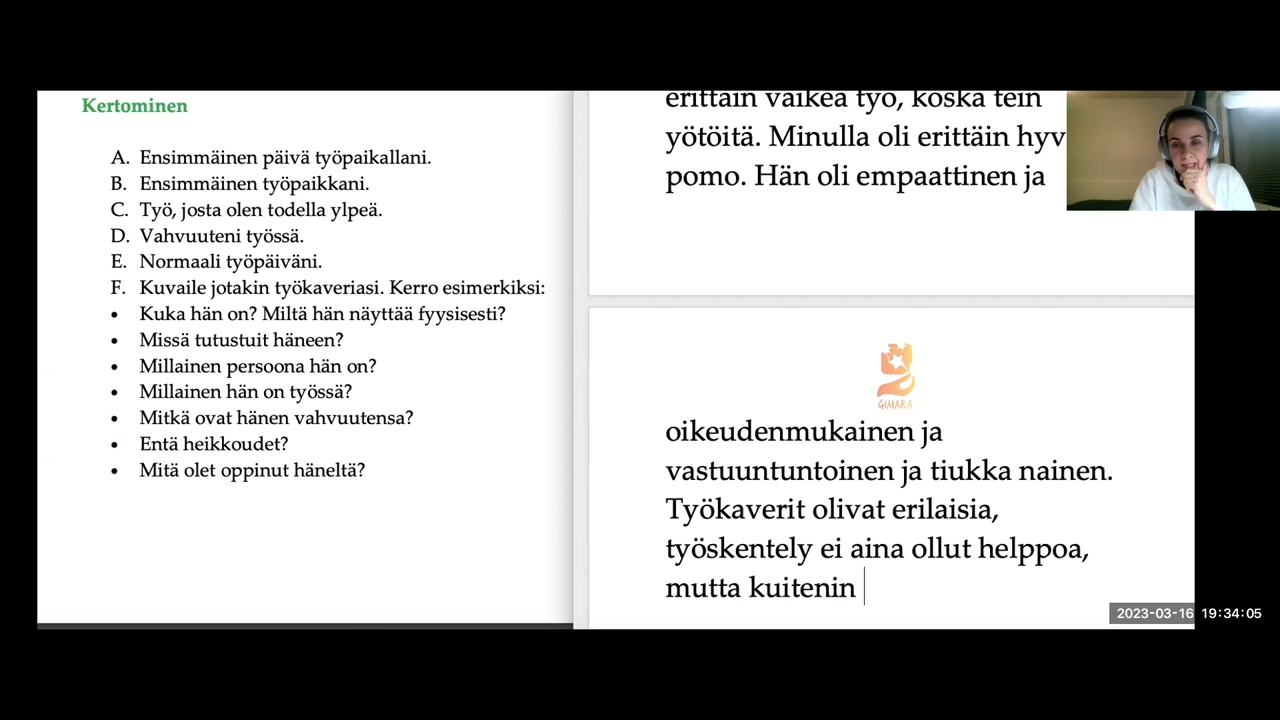 Kertominen
A. Ensimmäinen päivä työpaikallani.
B. Ensimmäinen työpaikkani.
C. Työ, josta olen todella ylpeä.
D. Vahvuuteni työssä.
E. Normaali työpäiväni.
F. Kuvaile jotakin työkaveriasi. Kerro esimerkiksi:
• Kuka hän on? Miltä hän näyttää fyysisesti?
• Missä tutustuit häneen?
• Millainen persoona hän on?
• Millainen hän on työssä?
• Mitkä ovat hänen vahvuutensa?
• Entä heikkoudet?
• Mitä olet oppinut häneltä?
erittäin vaikea työ, koska tein
yötöitä. Minulla oli erittäin hyv
pomo. Hän oli empaattinen ja
GIMARA
oikeudenmukainen ja
vastuuntuntoinen ja tiukka nainen.
Työkaverit olivat erilaisia,
työskentely ei aina ollut helppoa,
mutta kuitenin
2023-03-16 19:34:05